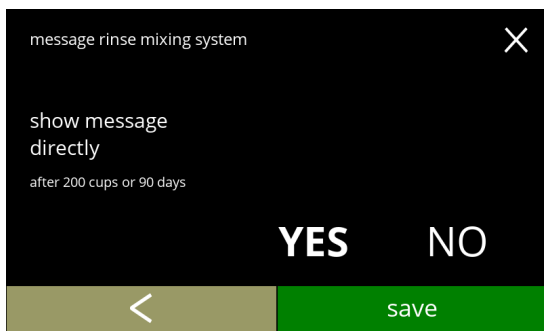 message rinse mixing system
show message
directly
after 200 cups or 90 days
YES NO
save